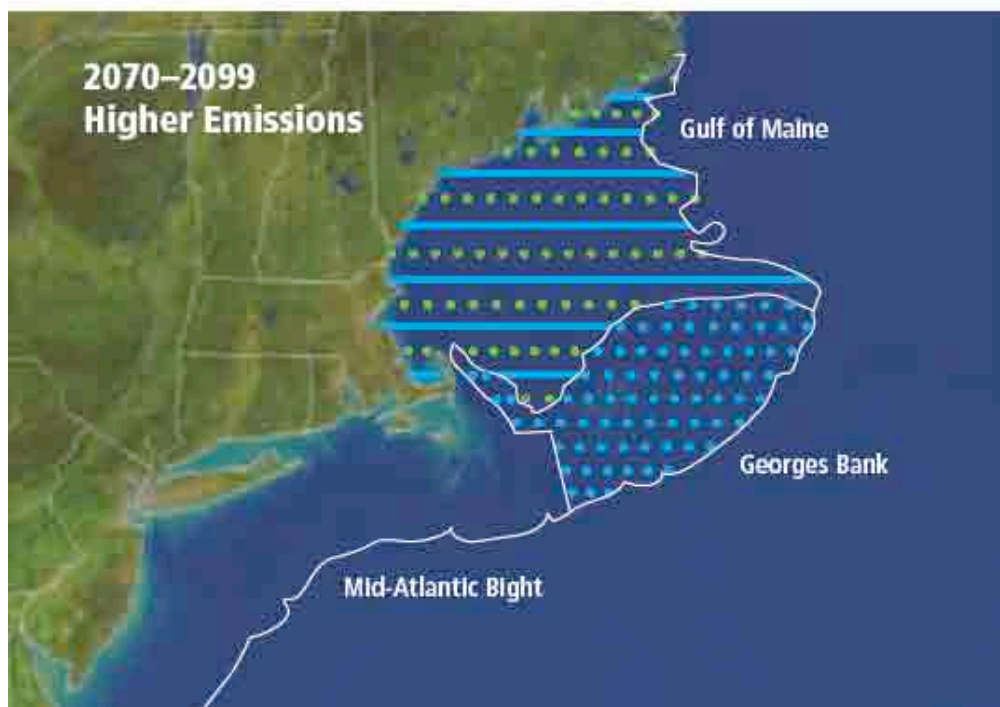 2070–2099
Higher Emissions
Gulf of Maine
Georges Bank
Mid-Atlantic Bight